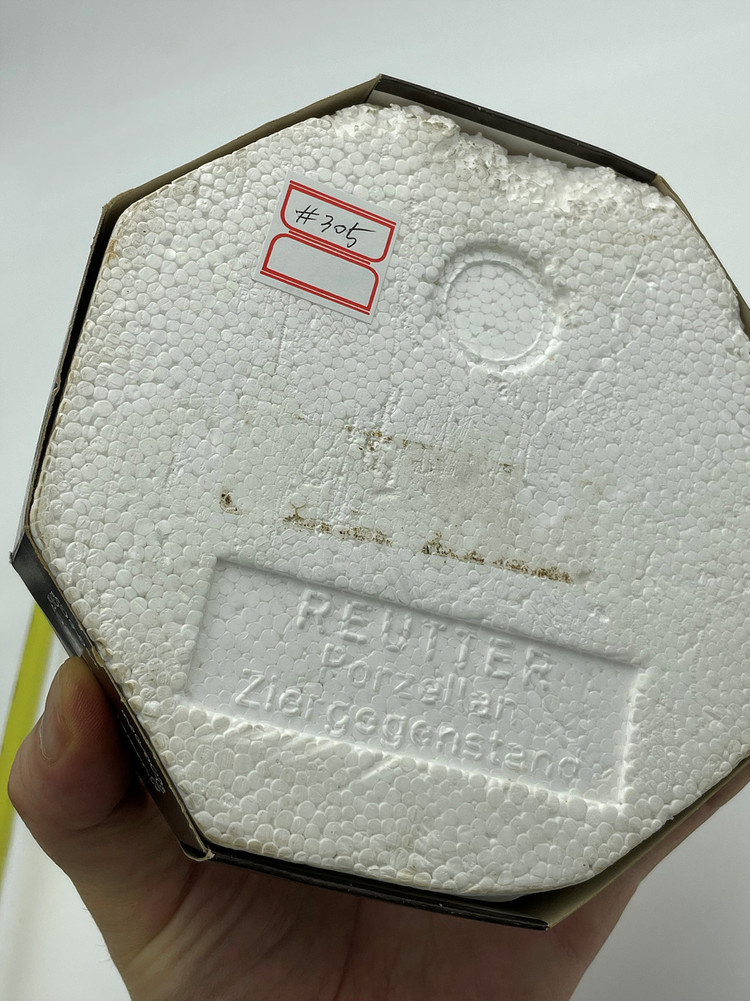 #305
REUTTER
Porzellan
Ziergegenstand